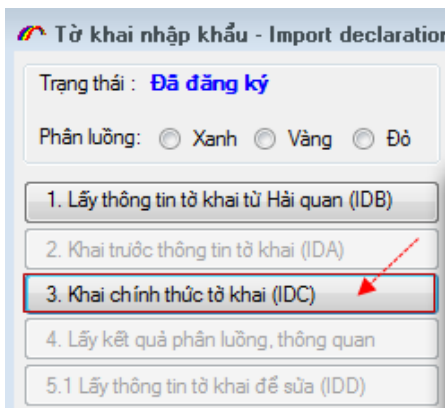 Tờ khai nhập khẩu - Import declaration
Trạng thái : Đã đăng ký
Phân luồng: Xanh Vàng Đỏ
1. Lấy thông tin tờ khai từ Hải quan (IDB)
2. Khai trước thông tin tờ khai (IDA)
3. Khai chính thức tờ khai (IDC)
4. Lấy kết quả phân luồng, thông quan
5.1 Lấy thông tin tờ khai để sửa (IDD)